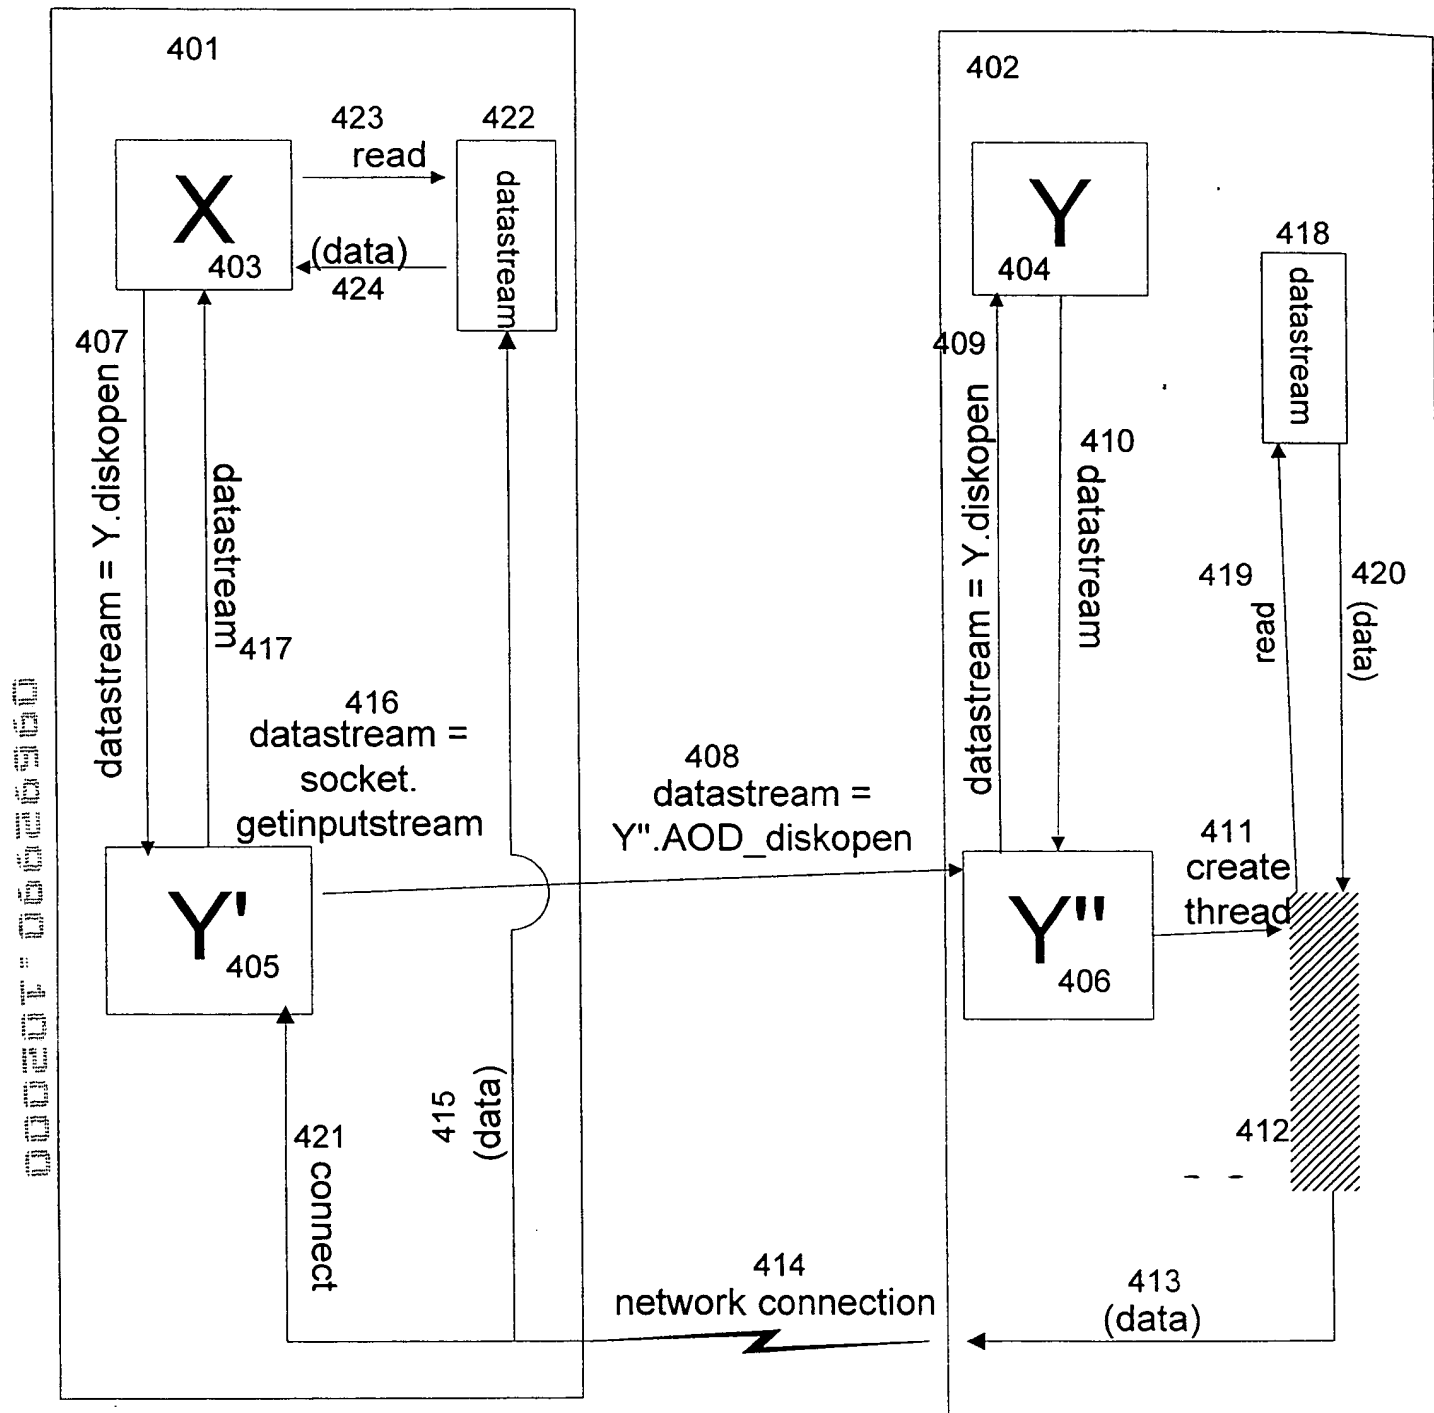 401
423
read
422
datastream
X
403
(data)
424
407
datastream = Y.diskopen
datastream
417
416
datastream =
socket.
getinputstream
Y'
405
421
connect
415
(data)
408
datastream =
Y".AOD_diskopen
414
network connection
402
Y
404
418
datastream
409
datastream = Y.diskopen
410
datastream
419
read
420
(data)
Y"
406
411
create
thread
412
413
(data)
09692990.102000